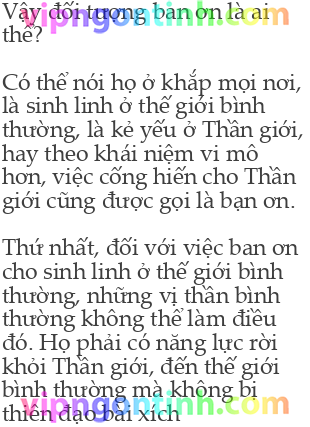 vipngontinh.com
Vậy đối tượng ban ơn là ai
thế?
Có thể nói họ ở khắp mọi nơi,
là sinh linh ở thế giới bình
thường, là kẻ yếu ở Thần giới,
hay theo khái niệm vi mô
hơn, việc cống hiến cho Thần
giới cũng được gọi là bạn ơn.
Thứ nhất, đối với việc ban ơn
cho sinh linh ở thế giới bình
thường, những vị thần bình
thường không thể làm điều
đó. Họ phải có năng lực rời
khỏi Thần giới, đến thế giới
bình thường mà không bị
thiên đạo bài xích
vipngontinh.com